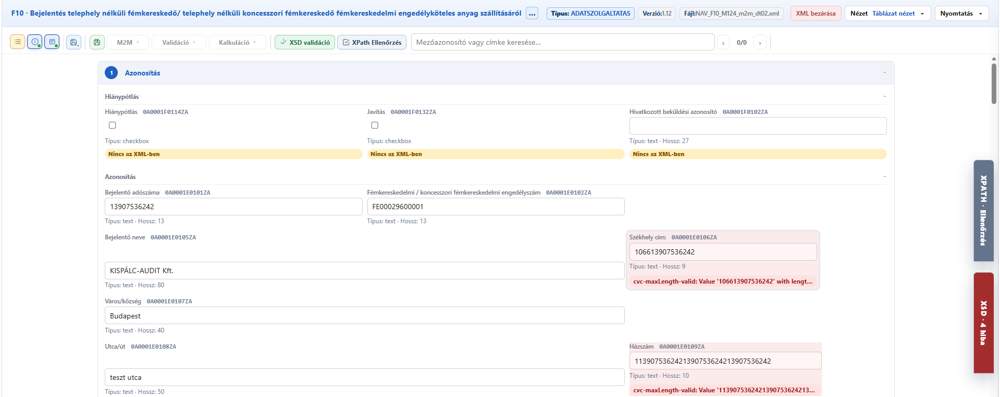 F10 · Bejelentés telephely nélküli fémkereskedő/ telephely nélküli koncesszori fémkereskedő fémkereskedelmi engedélyköteles anyag szállításáról ... Típus: ADATSZOLGALTATAS Verzió:1.12 Fájl:NAV_F10_M124_m2m_dt02.xml XML bezárása Nézet Táblázat nézet Nyomtatás
M2M Validáció Kalkuláció XSD validáció XPath Ellenőrzés Mezőazonosító vagy címke keresése... ‹ 0/0 ›
1 Azonosítás
Hiánypótlás
Hiánypótlás 0A0001F0114ZA Javítás 0A0001F0132ZA Hivatkozott beküldési azonosító 0A0001F0102ZA
Típus: checkbox Típus: checkbox Típus: text · Hossz: 27
Nincs az XML-ben Nincs az XML-ben Nincs az XML-ben
Azonosítás
Bejelentő adószáma 0A0001E0101ZA Fémkereskedelmi / koncesszori fémkereskedelmi engedélyszám 0A0001E0102ZA
13907536242 FE00029600001
Típus: text · Hossz: 13 Típus: text · Hossz: 13
Bejelentő neve 0A0001E0105ZA Székhely cím: 0A0001E0106ZA
106613907536242
Típus: text · Hossz: 9
KISPÁLC-AUDIT Kft.
cvc-maxLength-valid: Value '106613907536242' with lengt...
Típus: text · Hossz: 80
Város/község 0A0001E0107ZA
Budapest
Típus: text · Hossz: 40
Utca/út 0A0001E0108ZA Házszám 0A0001E0109ZA
1139075362421390753624213907536242
Típus: text · Hossz: 10
teszt utca
Típus: text · Hossz: 50 cvc-maxLength-valid: Value '1139075362421390753624213...
XPATH · Ellenőrzés
XSD · 4 hiba